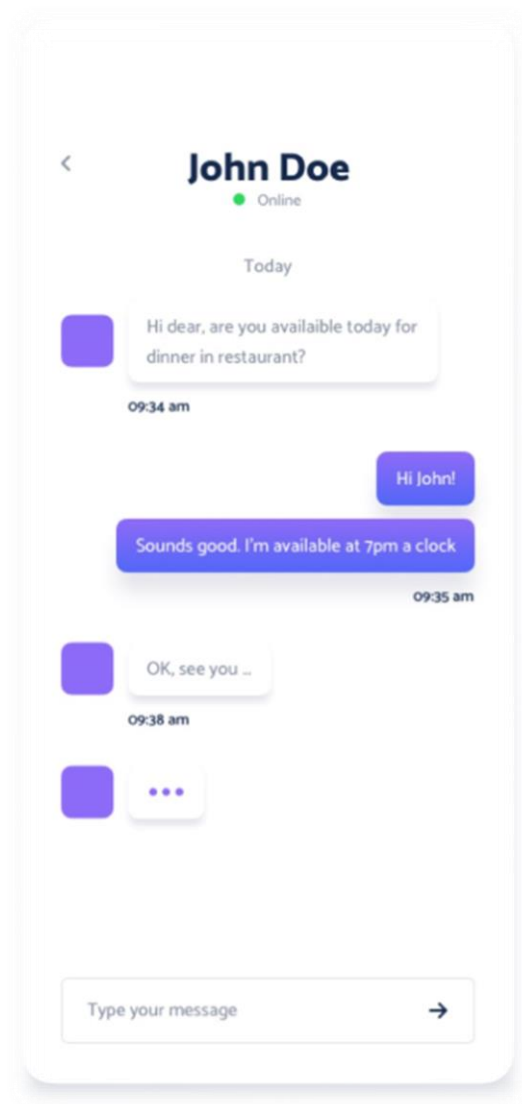 John Doe
Online
Today
Hi dear, are you availaible today for
dinner in restaurant?
09:34 am
Hi John!
Sounds good. I'm available at 7pm a clock
09:35 am
OK, see you ...
09:38 am
Type your message